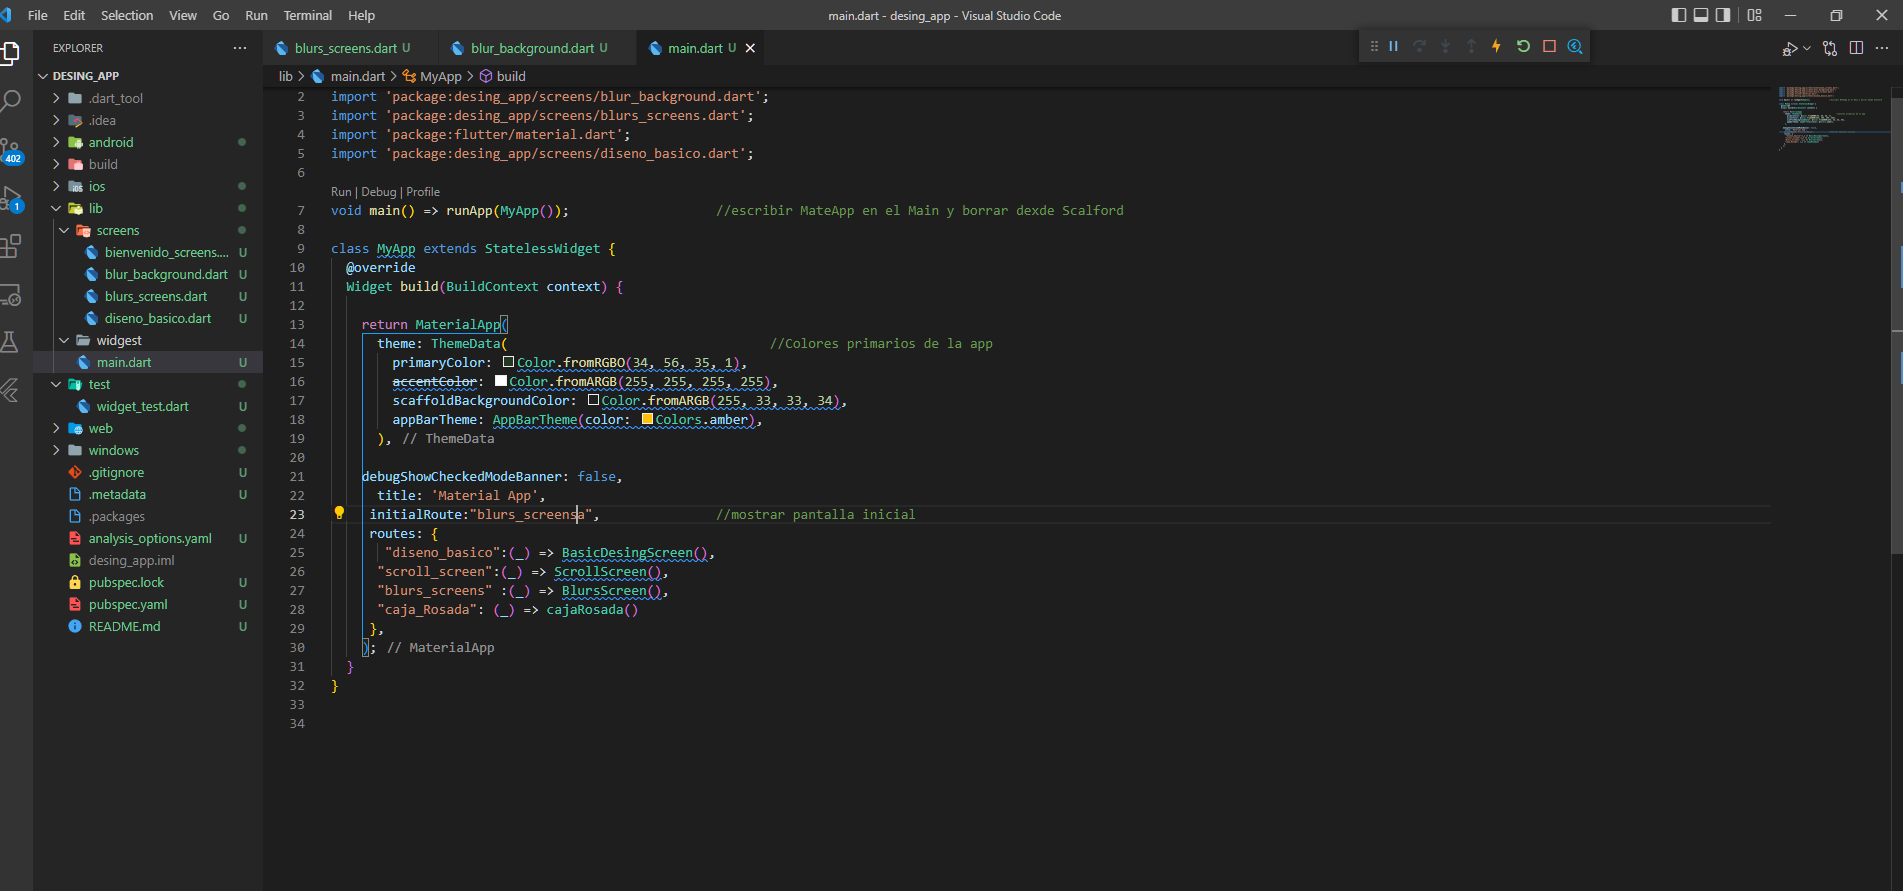 File Edit Selection View Go Run Terminal Help
main.dart - desing_app - Visual Studio Code
EXPLORER
DESING_APP
.dart_tool
.idea
android
build
ios
lib
screens
bienvenido_screens.... U
blur_background.dart U
blurs_screens.dart U
diseno_basico.dart U
widgest
main.dart U
test
widget_test.dart U
web
windows
.gitignore U
.metadata U
.packages
analysis_options.yaml U
desing_app.iml
pubspec.lock U
pubspec.yaml U
README.md U
402
1
blurs_screens.dart U
blur_background.dart U
main.dart U
lib > main.dart > MyApp > build
2 import 'package:desing_app/screens/blur_background.dart';
3 import 'package:desing_app/screens/blurs_screens.dart';
4 import 'package:flutter/material.dart';
5 import 'package:desing_app/screens/diseno_basico.dart';
6
Run | Debug | Profile
7 void main() => runApp(MyApp()); //escribir MateApp en el Main y borrar dexde Scalford
8
9 class MyApp extends StatelessWidget {
10 @override
11 Widget build(BuildContext context) {
12
13 return MaterialApp(
14 theme: ThemeData( //Colores primarios de la app
15 primaryColor: Color.fromRGBO(34, 56, 35, 1),
16 accentColor: Color.fromARGB(255, 255, 255, 255),
17 scaffoldBackgroundColor: Color.fromARGB(255, 33, 33, 34),
18 appBarTheme: AppBarTheme(color: Colors.amber),
19 ), // ThemeData
20
21 debugShowCheckedModeBanner: false,
22 title: 'Material App',
23 initialRoute:"blurs_screensa", //mostrar pantalla inicial
24 routes: {
25 "diseno_basico":(_) => BasicDesingScreen(),
26 "scroll_screen":(_) => ScrollScreen(),
27 "blurs_screens" :(_) => BlursScreen(),
28 "caja_Rosada": (_) => cajaRosada()
29 },
30 ); // MaterialApp
31 }
32 }
33
34